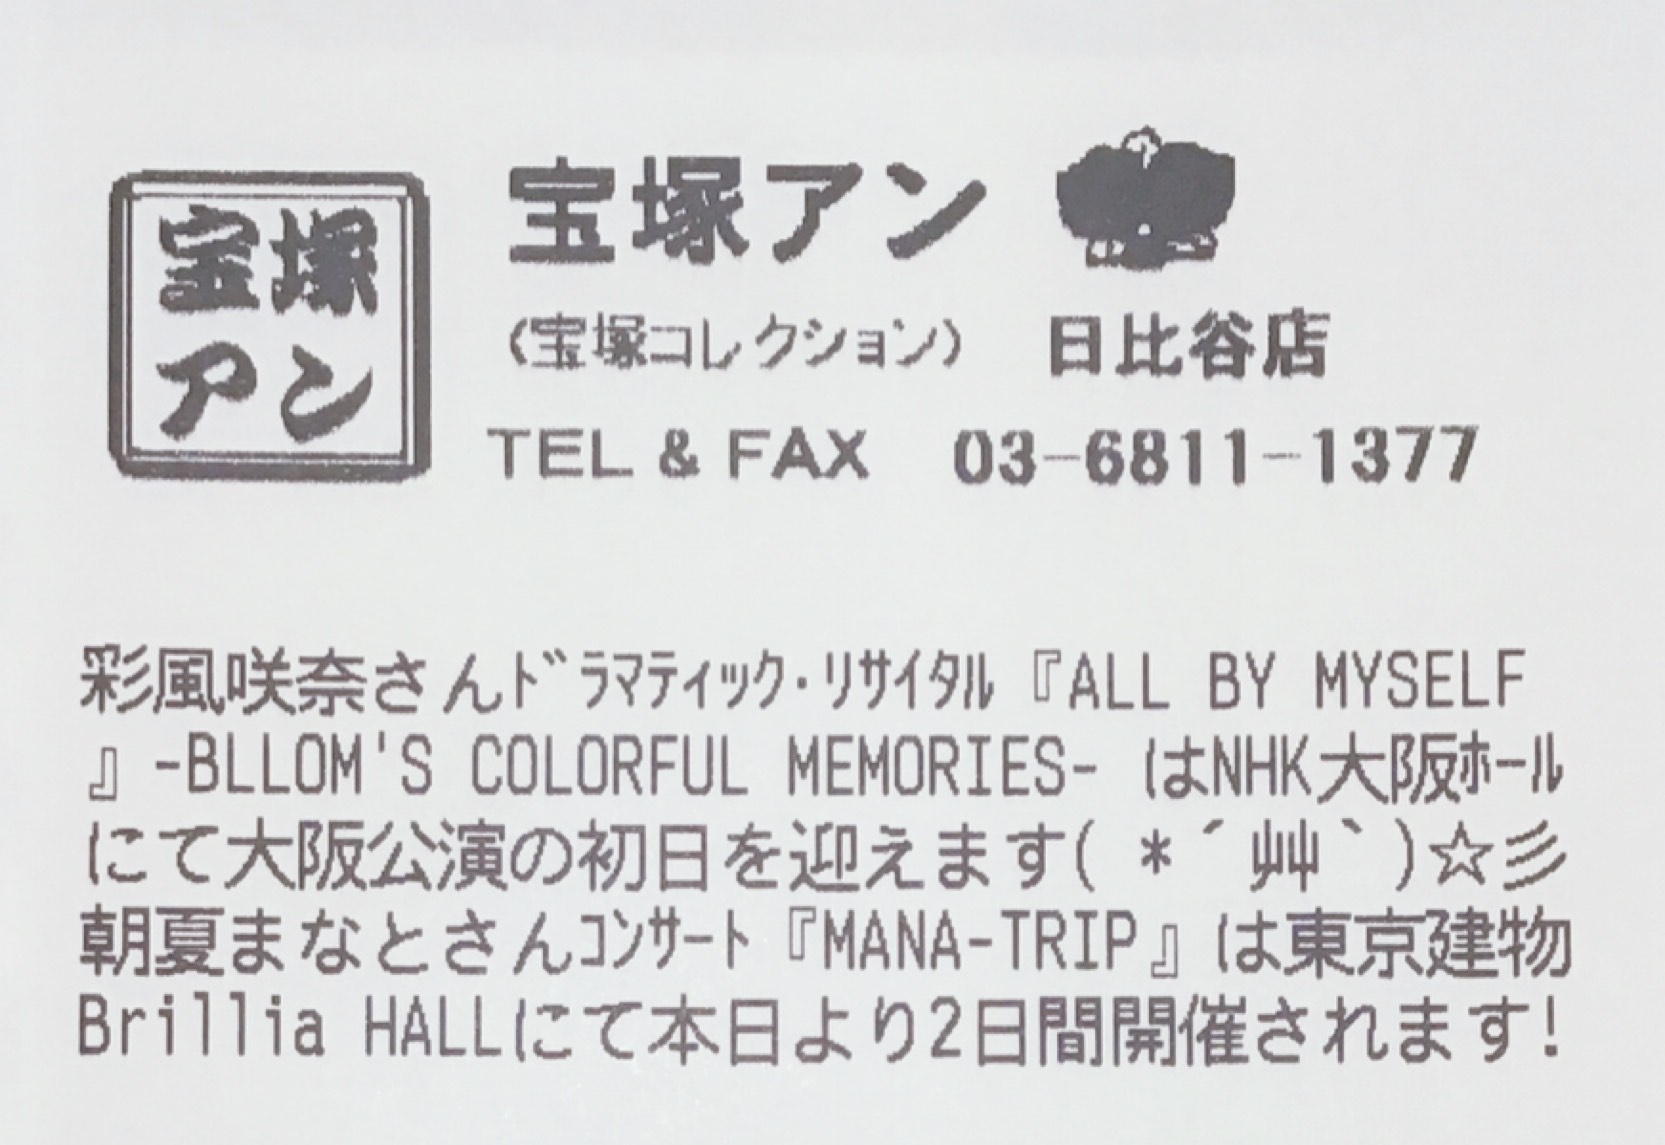 宝塚
アン
宝塚アン
(宝塚コレクション) 日比谷店
TEL & FAX 03-6811-1377
彩風咲奈さんﾄﾞﾗﾏﾃｨｯｸ・ﾘｻｲﾀﾙ『ALL BY MYSELF
』-BLLOM'S COLORFUL MEMORIES- はNHK大阪ﾎｰﾙ
にて大阪公演の初日を迎えます( *´艸｀)☆彡
朝夏まなとさんｺﾝｻｰﾄ『MANA-TRIP』は東京建物
Brillia HALLにて本日より2日間開催されます!